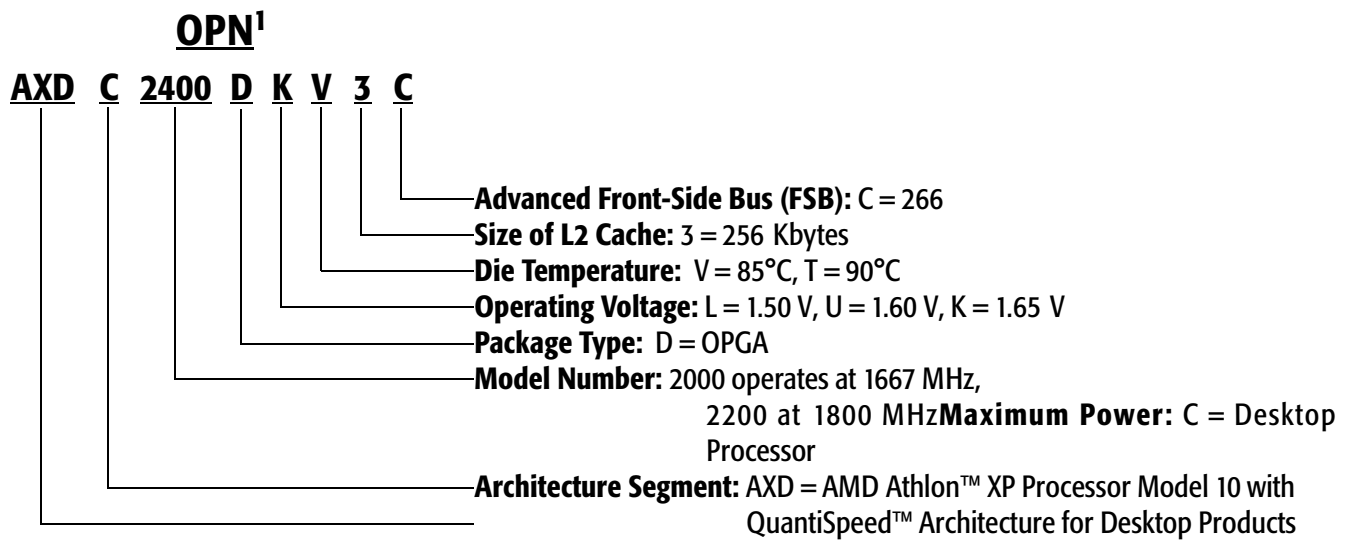 OPN1
AXD C 2400 D K V 3 C
Advanced Front-Side Bus (FSB): C = 266
Size of L2 Cache: 3 = 256 Kbytes
Die Temperature: V = 85°C, T = 90°C
Operating Voltage: L = 1.50 V, U = 1.60 V, K = 1.65 V
Package Type: D = OPGA
Model Number: 2000 operates at 1667 MHz,
2200 at 1800 MHzMaximum Power: C = Desktop
Processor
Architecture Segment: AXD = AMD Athlon™ XP Processor Model 10 with
QuantiSpeed™ Architecture for Desktop Products